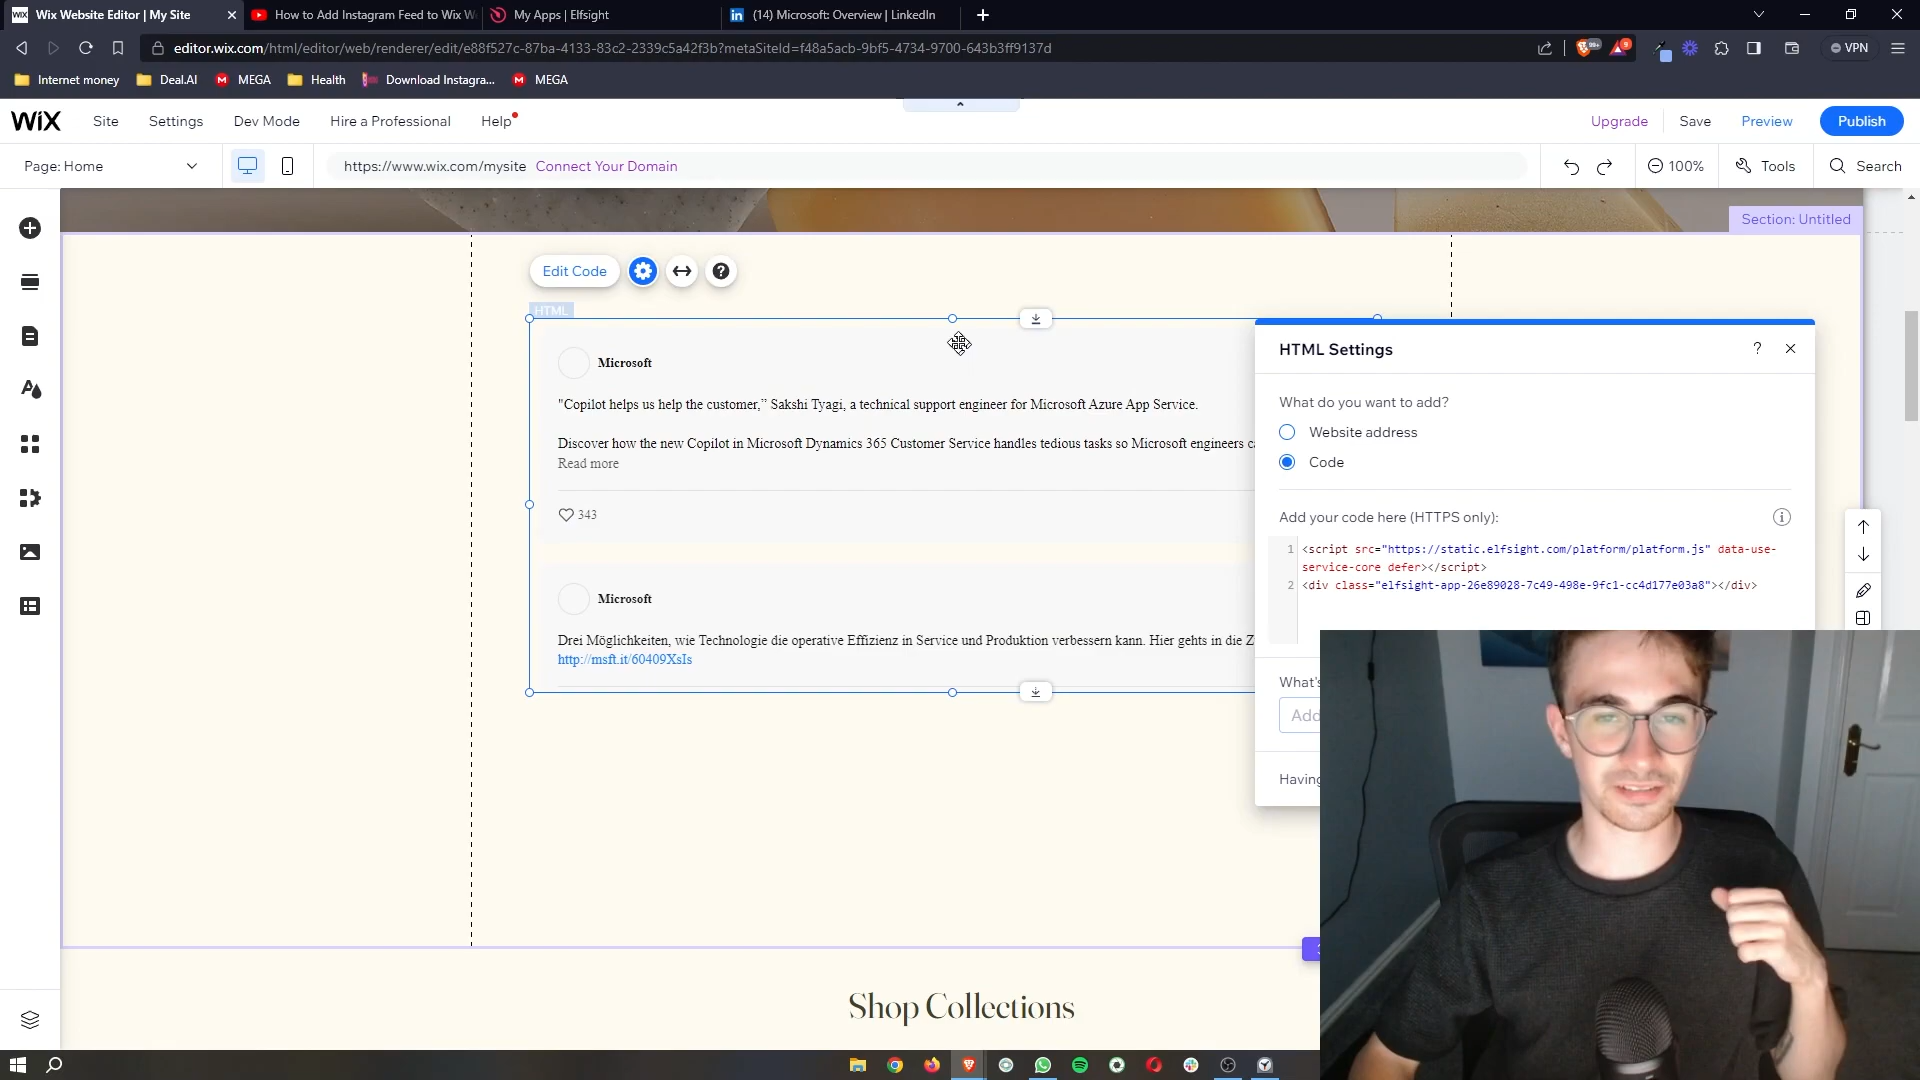 Wix Website Editor | My Site
How to Add Instagram Feed to Wix W
My Apps | Elfsight
(14) Microsoft: Overview | LinkedIn
editor.wix.com/html/editor/web/renderer/edit/e88f527c-87ba-4133-83c2-2339c5a42f3b?metaSiteId=f48a5acb-9bf5-4734-9700-643b3ff9137d
VPN
Internet money
Deal.AI
MEGA
Health
Download Instagra...
MEGA
WiX
Site
Settings
Dev Mode
Hire a Professional
Help
Upgrade
Save
Preview
Publish
Page: Home
https://www.wix.com/mysite Connect Your Domain
100%
Tools
Search
Section: Untitled
Edit Code
HTML
Microsoft
"Copilot helps us help the customer,” Sakshi Tyagi, a technical support engineer for Microsoft Azure App Service.
Discover how the new Copilot in Microsoft Dynamics 365 Customer Service handles tedious tasks so Microsoft engineers ca
Read more
343
Microsoft
Drei Möglichkeiten, wie Technologie die operative Effizienz in Service und Produktion verbessern kann. Hier gehts in die Z
http://msft.it/60409XsIs
HTML Settings
?
What do you want to add?
Website address
Code
Add your code here (HTTPS only):
1 <script src="https://static.elfsight.com/platform/platform.js" data-use-
service-core defer></script>
2 <div class="elfsight-app-26e89028-7c49-498e-9fc1-cc4d177e03a8"></div>
What's
Add
Having
Shop Collections